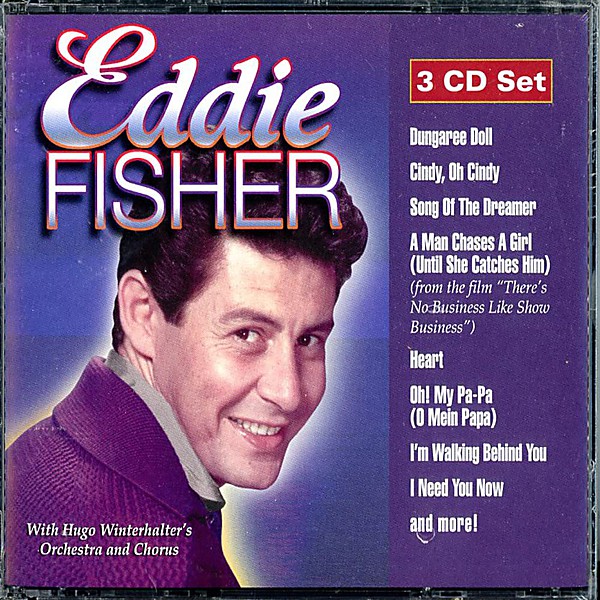 Eddie
FISHER
3 CD Set
Dungaree Doll
Cindy, Oh Cindy
Song Of The Dreamer
A Man Chases A Girl
(Until She Catches Him)
(from the film "There's
No Business Like Show
Business")
Heart
Oh! My Pa-Pa
(O Mein Papa)
I'm Walking Behind You
I Need You Now
and more!
With Hugo Winterhalter's
Orchestra and Chorus